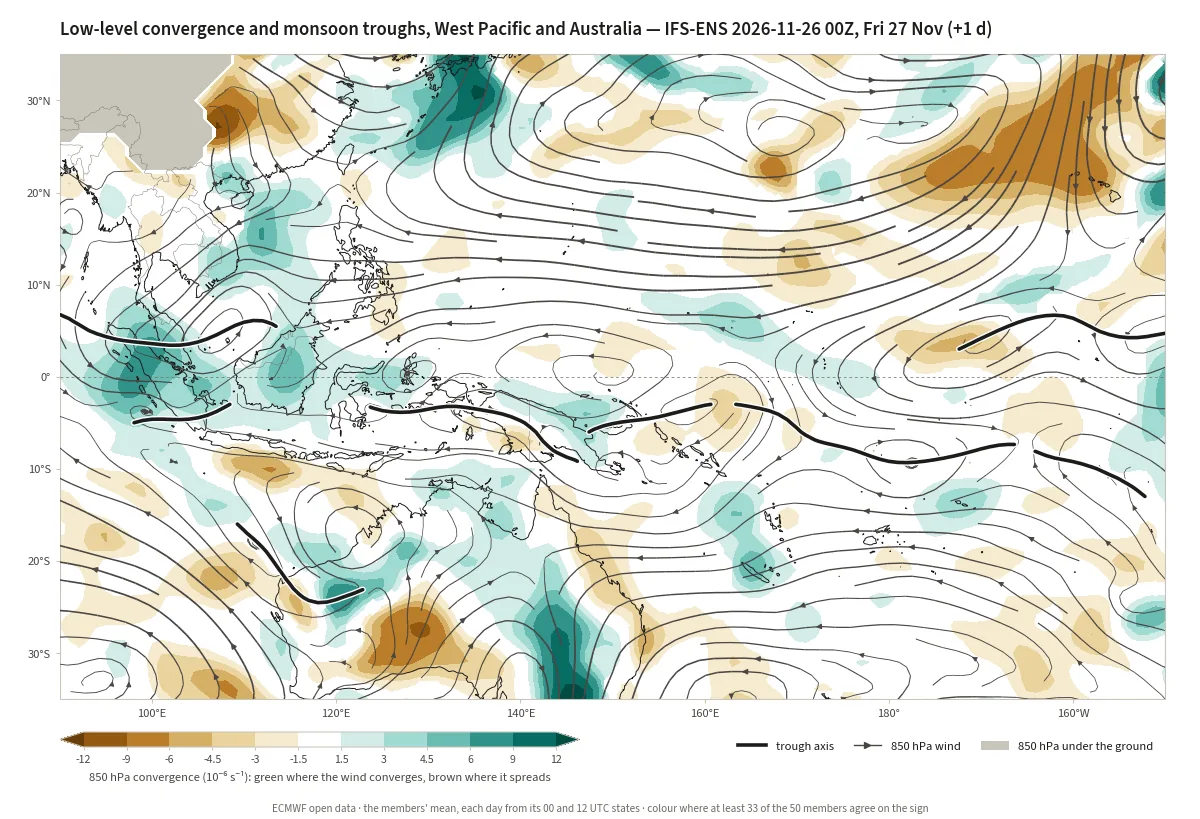 Low-level convergence and monsoon troughs, West Pacific and Australia — IFS-ENS 2026-11-26 00Z, Fri 27 Nov (+1 d)
30°N
20°N
10°N
0°
10°S
20°S
30°S
100°E 120°E 140°E 160°E 180° 160°W
-12 -9 -6 -4.5 -3 -1.5 1.5 3 4.5 6 9 12
850 hPa convergence (10⁻⁶ s⁻¹): green where the wind converges, brown where it spreads
trough axis 850 hPa wind 850 hPa under the ground
ECMWF open data · the members' mean, each day from its 00 and 12 UTC states · colour where at least 33 of the 50 members agree on the sign